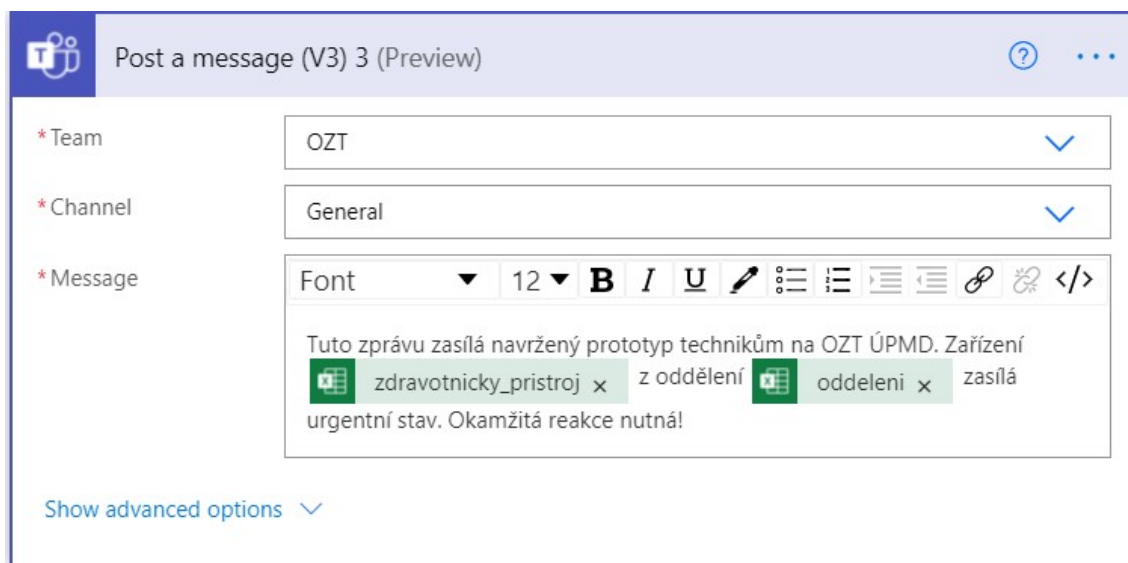 Post a message (V3) 3 (Preview)
* Team
OZT
* Channel
General
* Message
Font 12 B I U </>
Tuto zprávu zasílá navržený prototyp technikům na OZT ÚPMD. Zařízení
zdravotnicky_pristroj × z oddělení oddeleni × zasílá
urgentní stav. Okamžitá reakce nutná!
Show advanced options